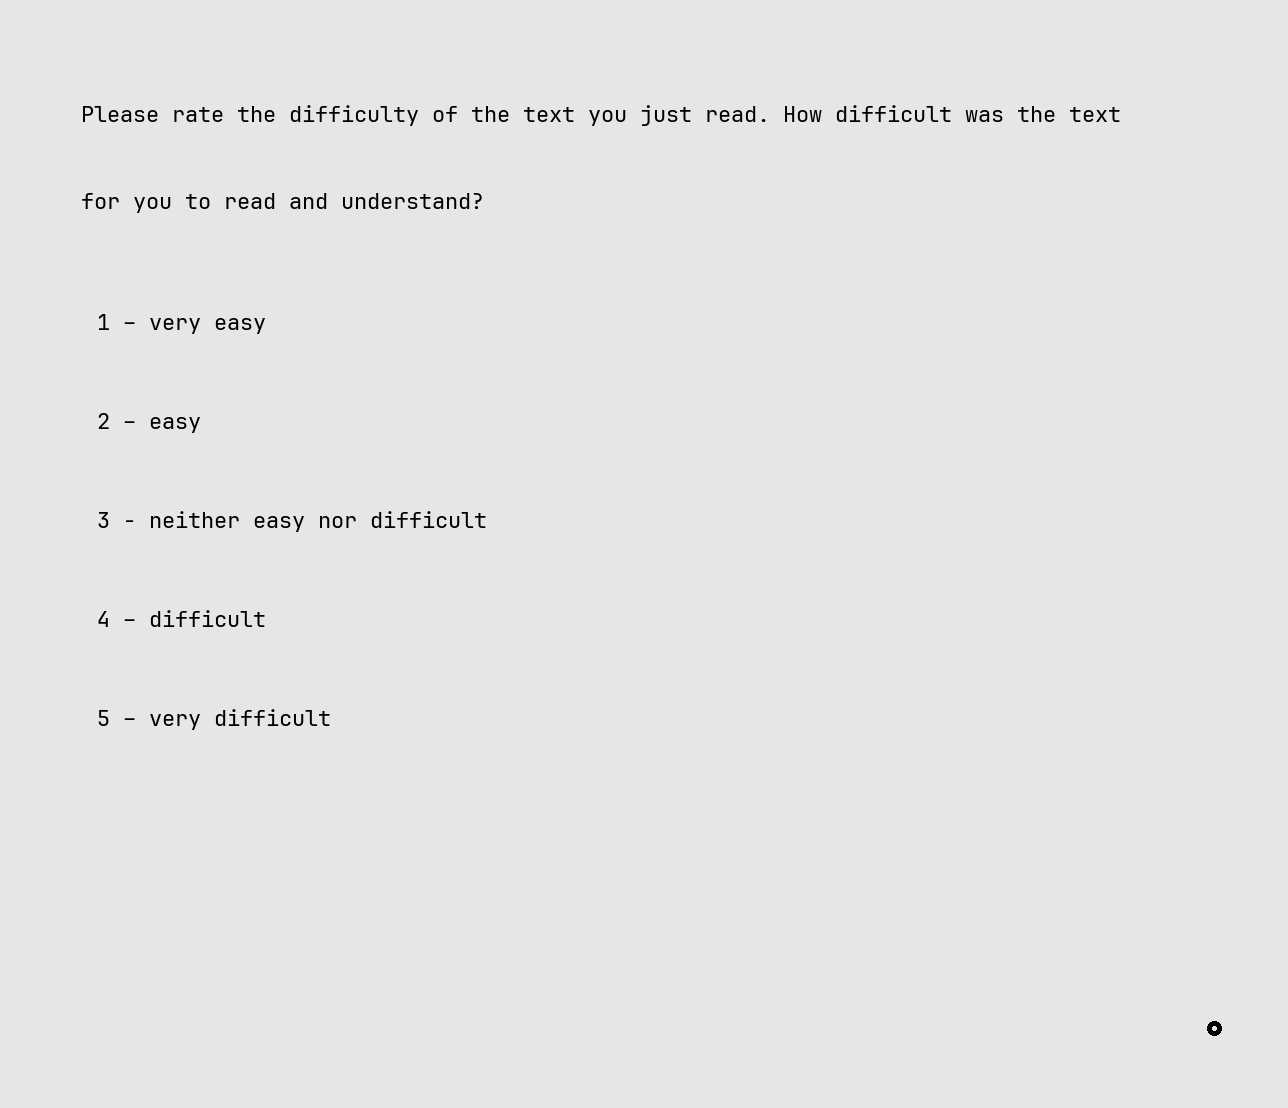 Please rate the difficulty of the text you just read. How difficult was the text
for you to read and understand?
1 – very easy
2 – easy
3 - neither easy nor difficult
4 – difficult
5 – very difficult